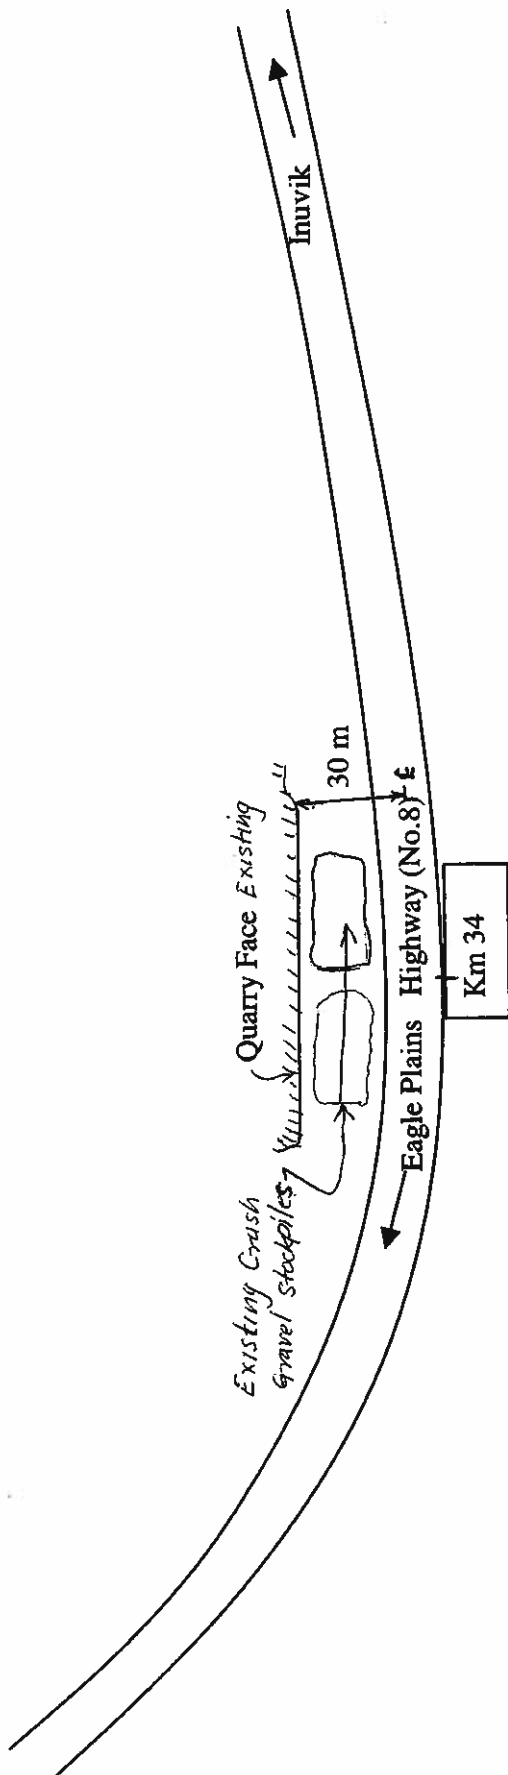 Inuvik
Quarry Face Existing
30 m
℄
Existing Crush
Gravel Stockpiles
Eagle Plains Highway (No.8)
Km 34